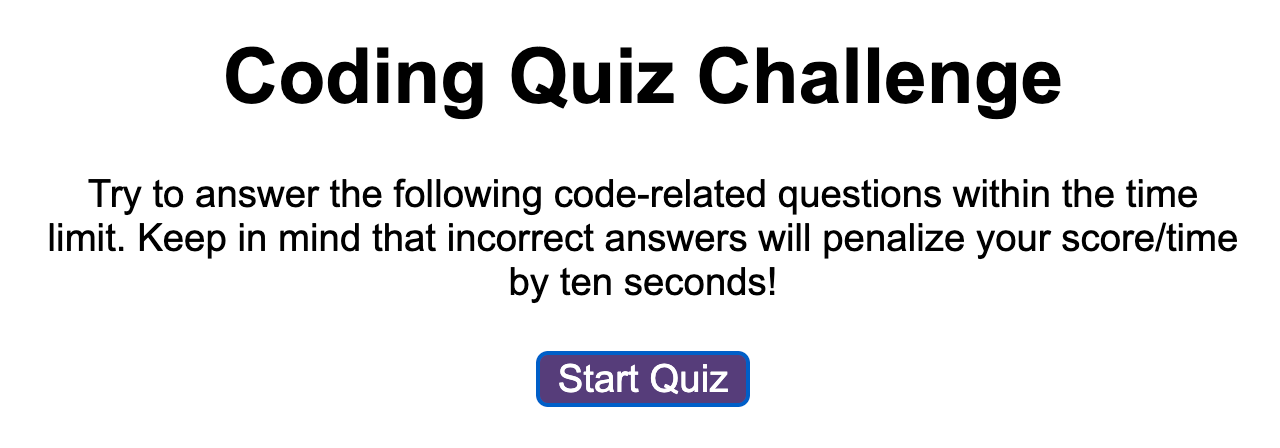 Coding Quiz Challenge
Try to answer the following code-related questions within the time
limit. Keep in mind that incorrect answers will penalize your score/time
by ten seconds!
Start Quiz